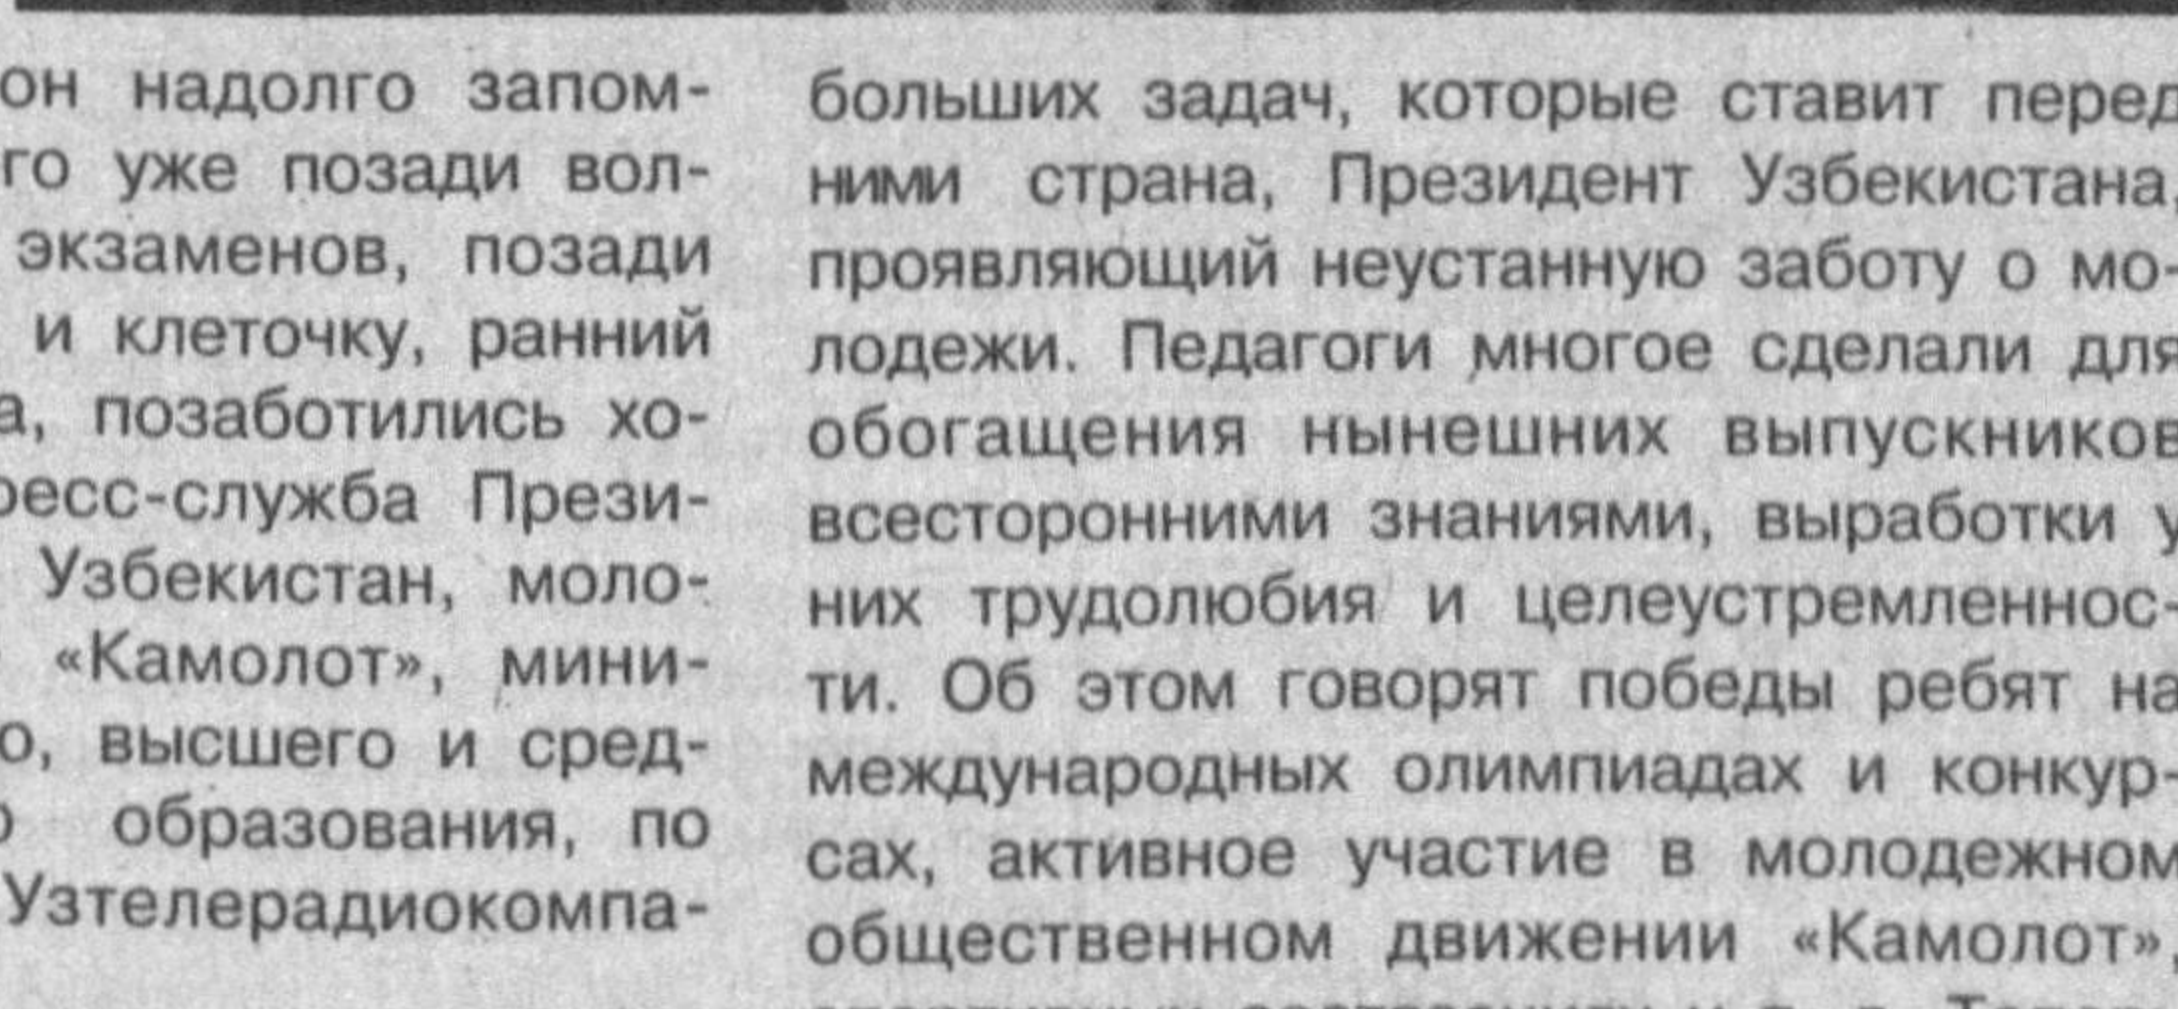 он надолго запом-
го уже позади вол-
экзаменов, позади
и клеточку, ранний
а, позаботились хо-
ресс-служба Прези-
Узбекистан, моло-
«Камолот», мини-
о, высшего и сред-
образования, по
Узтелерадиокомпа-
больших задач, которые ставит перед
ними страна, Президент Узбекистана,
проявляющий неустанную заботу о мо-
лодежи. Педагоги многое сделали для
обогащения нынешних выпускников
всесторонними знаниями, выработки у
них трудолюбия и целеустремленнос-
ти. Об этом говорят победы ребят на
международных олимпиадах и конкур-
сах, активное участие в молодежном
общественном движении «Камолот»,